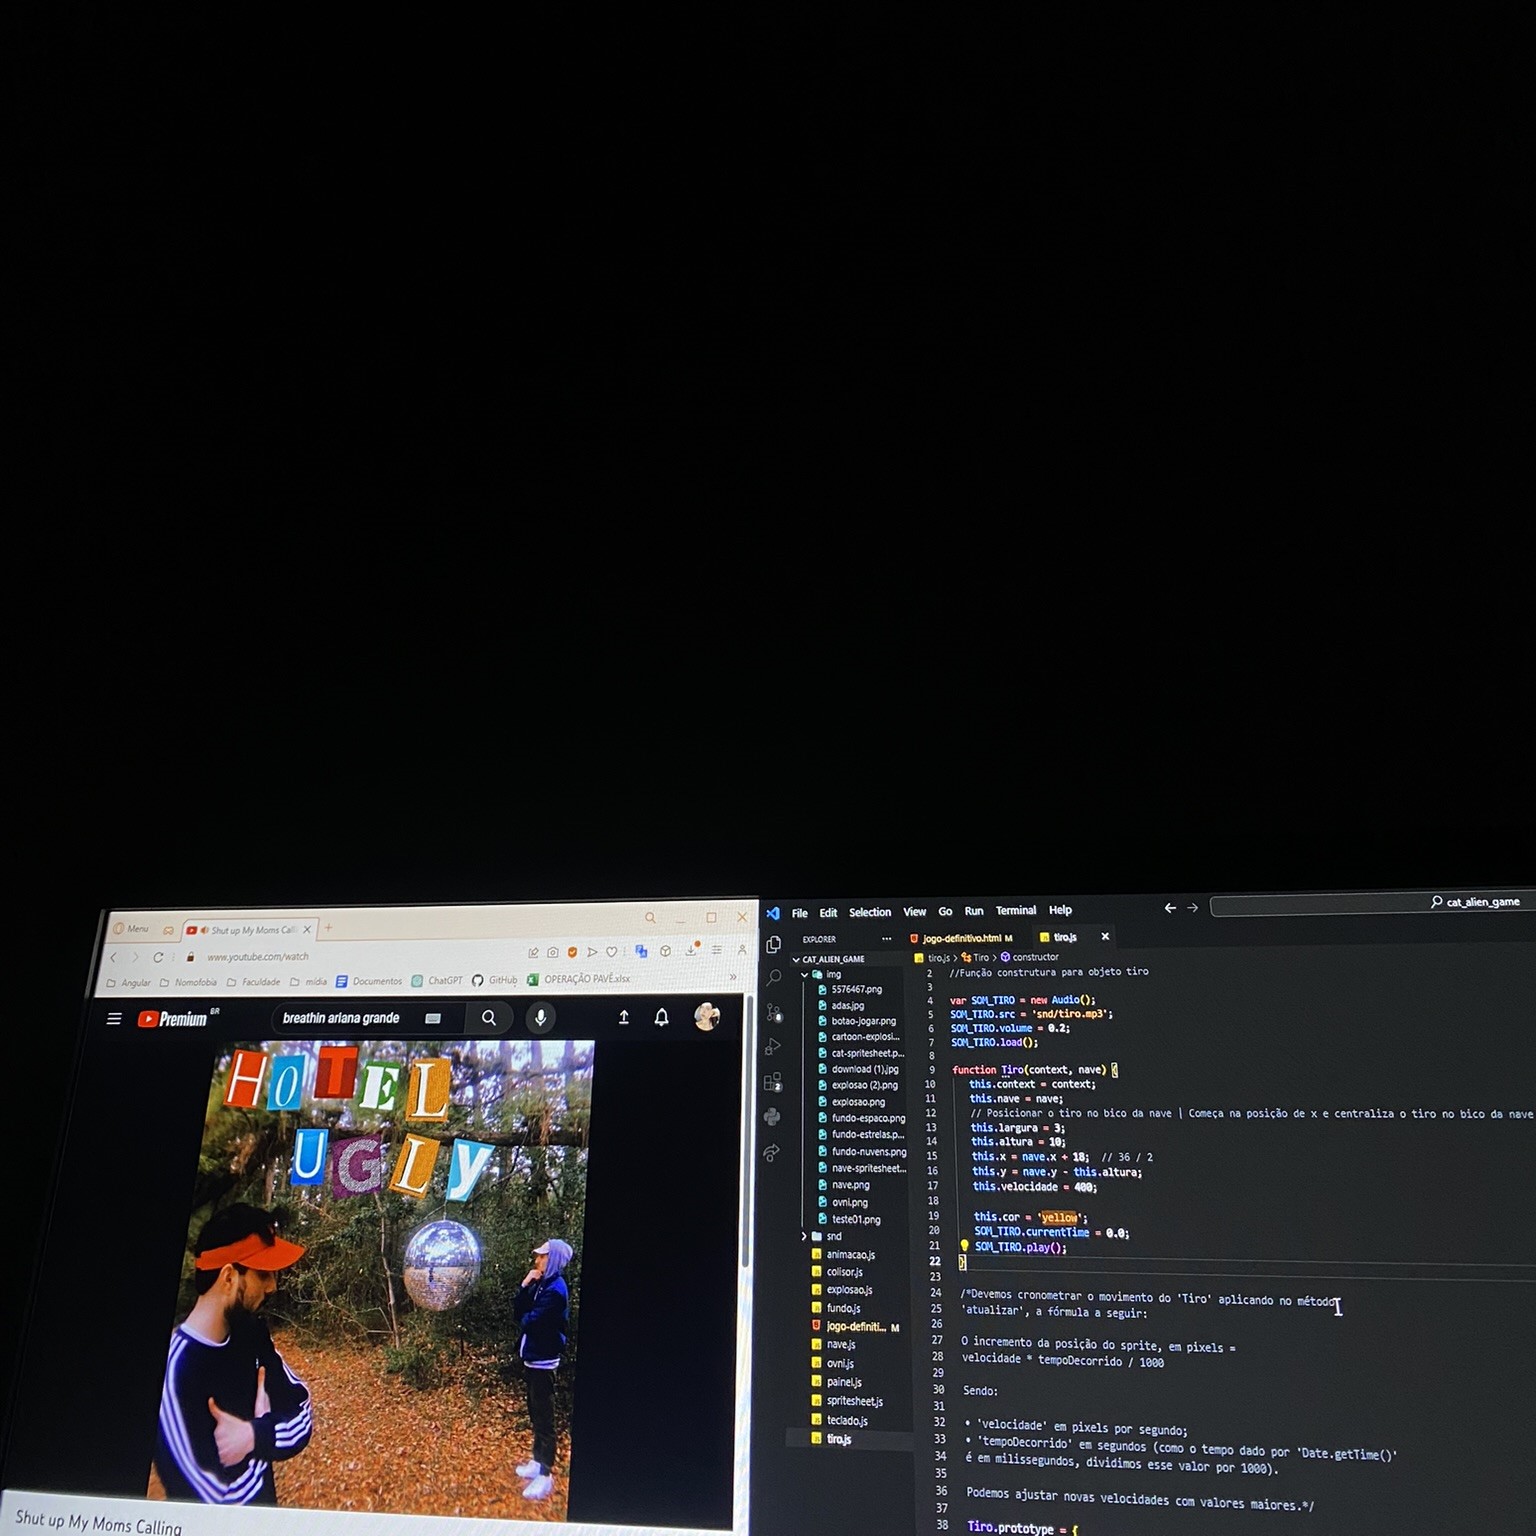 Menu
Shut up My Moms Cal
www.youtube.com/watch
Angular
Nomofobia
Faculdade
mídia
Documentos
ChatGPT
GitHub
OPERAÇÃO PAVÊ.xlsx
»
Premium BR
breathin ariana grande
HOTEL
UGLy
Shut up My Moms Calling
File Edit Selection View Go Run Terminal Help
cat_alien_game
EXPLORER ...
jogo-definitivo.html M
tiro.js
CAT_ALIEN_GAME
img
5576467.png
adas.jpg
botao-jogar.png
cartoon-explosi...
cat-spritesheet.p...
download (1).jpg
explosao (2).png
explosao.png
fundo-espaco.png
fundo-estrelas.p...
fundo-nuvens.png
nave-spritesheet...
nave.png
ovni.png
teste01.png
snd
animacao.js
colisor.js
explosao.js
fundo.js
jogo-definiti... M
nave.js
ovni.js
painel.js
spritesheet.js
teclado.js
tiro.js
tiro.js > Tiro > constructor
2 //Função construtura para objeto tiro
3
4 var SOM_TIRO = new Audio();
5 SOM_TIRO.src = 'snd/tiro.mp3';
6 SOM_TIRO.volume = 0.2;
7 SOM_TIRO.load();
8
9 function Tiro(context, nave) {
10 this.context = context;
11 this.nave = nave;
12 // Posicionar o tiro no bico da nave | Começa na posição de x e centraliza o tiro no bico da nave
13 this.largura = 3;
14 this.altura = 10;
15 this.x = nave.x + 18; // 36 / 2
16 this.y = nave.y - this.altura;
17 this.velocidade = 400;
18
19 this.cor = 'yellow';
20 SOM_TIRO.currentTime = 0.0;
21 SOM_TIRO.play();
22 }
23
24 /*Devemos cronometrar o movimento do 'Tiro' aplicando no método
25 'atualizar', a fórmula a seguir:
26
27 O incremento da posição do sprite, em pixels =
28 velocidade * tempoDecorrido / 1000
29
30 Sendo:
31
32 • 'velocidade' em pixels por segundo;
33 • 'tempoDecorrido' em segundos (como o tempo dado por 'Date.getTime()'
34 é em milissegundos, dividimos esse valor por 1000).
35
36 Podemos ajustar novas velocidades com valores maiores.*/
37
38 Tiro.prototype = {